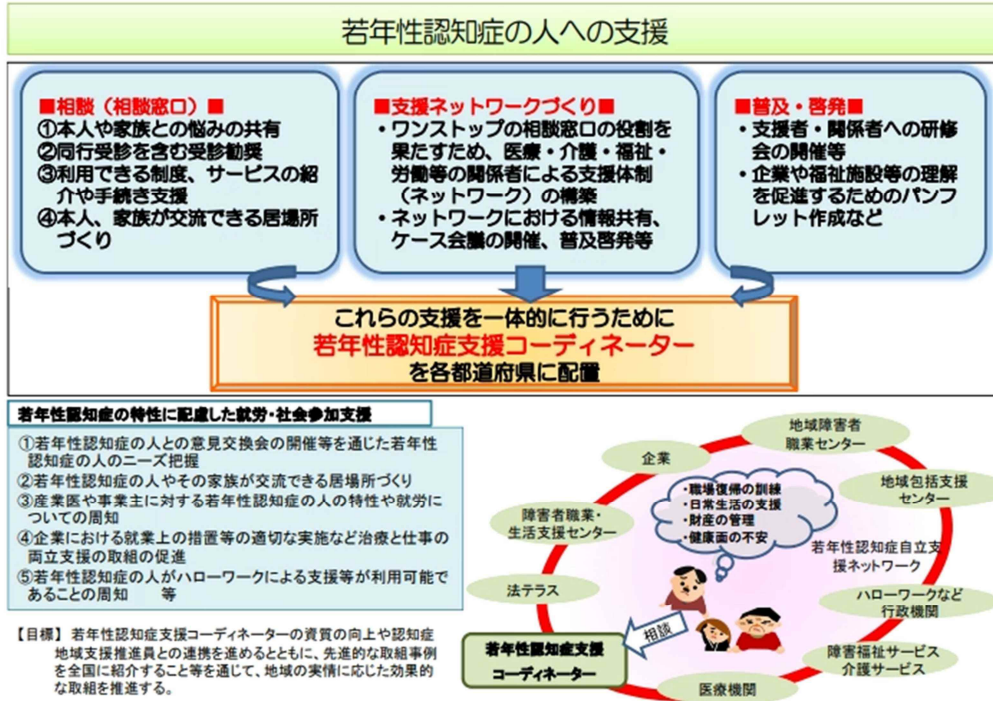 若年性認知症の人への支援
■相談（相談窓口）■
①本人や家族との悩みの共有
②同行受診を含む受診勧奨
③利用できる制度、サービスの紹
介や手続き支援
④本人、家族が交流できる居場所
づくり
■支援ネットワークづくり■
・ワンストップの相談窓口の役割を
果たすため、医療・介護・福祉・
労働等の関係者による支援体制
（ネットワーク）の構築
・ネットワークにおける情報共有、
ケース会議の開催、普及啓発等
■普及・啓発■
・支援者・関係者への研修
会の開催等
・企業や福祉施設等の理解
を促進するためのパンフ
レット作成など
これらの支援を一体的に行うために
若年性認知症支援コーディネーター
を各都道府県に配置
若年性認知症の特性に配慮した就労・社会参加支援
①若年性認知症の人との意見交換会の開催等を通じた若年性
認知症の人のニーズ把握
②若年性認知症の人やその家族が交流できる居場所づくり
③産業医や事業主に対する若年性認知症の人の特性や就労に
ついての周知
④企業における就業上の措置等の適切な実施など治療と仕事の
両立支援の取組の促進
⑤若年性認知症の人がハローワークによる支援等が利用可能で
あることの周知　等
【目標】 若年性認知症支援コーディネーターの資質の向上や認知症
地域支援推進員との連携を進めるとともに、先進的な取組事例
を全国に紹介すること等を通じて、地域の実情に応じた効果的
な取組を推進する。
地域障害者
職業センター
企業
地域包括支援
センター
・職場復帰の訓練
・日常生活の支援
・財産の管理
・健康面の不安
障害者職業・
生活支援センター
若年性認知症自立支
援ネットワーク
法テラス
ハローワークなど
行政機関
相談
若年性認知症支援
コーディネーター
障害福祉サービス
介護サービス
医療機関